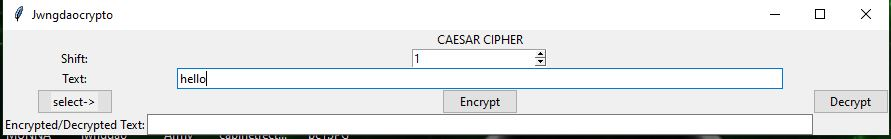 Jwngdaocrypto
CAESAR CIPHER
Shift: 1
Text: hello
select-> Encrypt Decrypt
Encrypted/Decrypted Text: